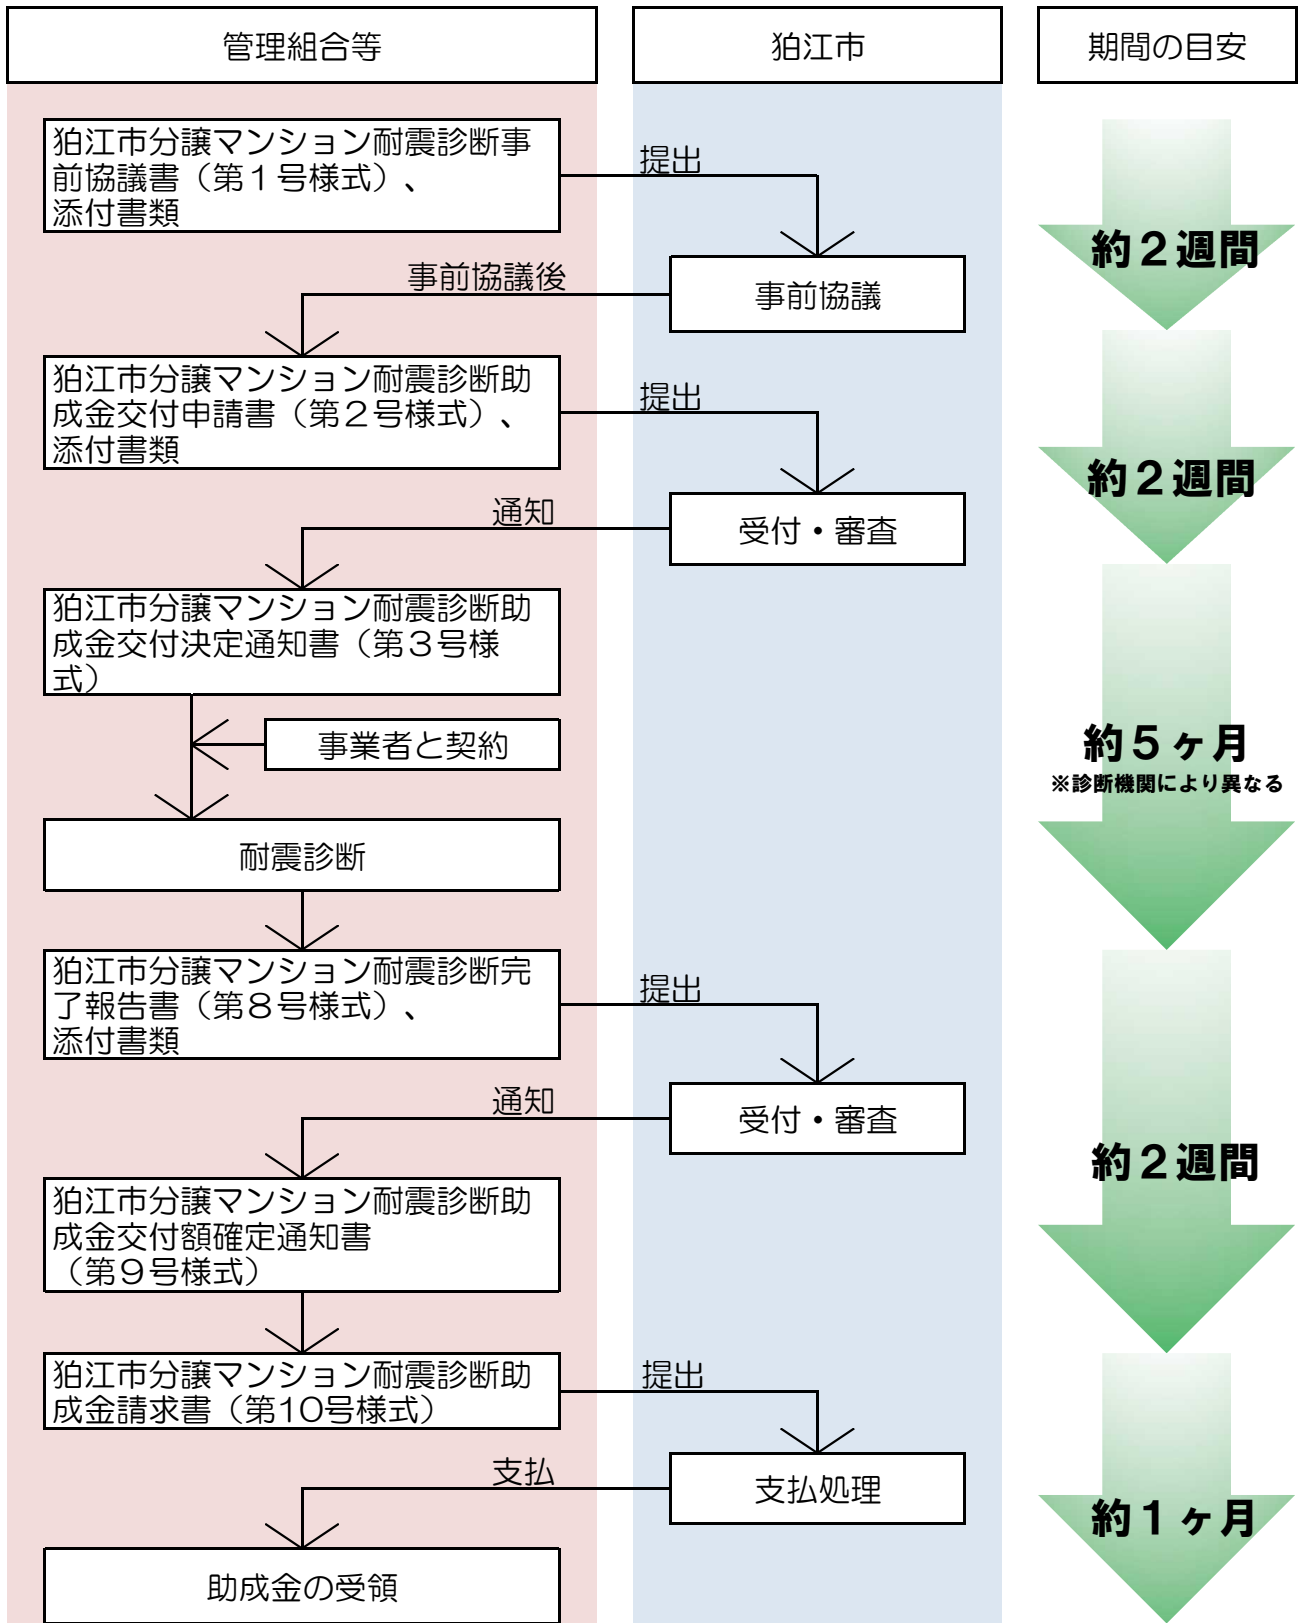 管理組合等
狛江市
期間の目安
狛江市分譲マンション耐震診断事
前協議書（第１号様式）、
添付書類
提出
約２週間
事前協議後
事前協議
狛江市分譲マンション耐震診断助
成金交付申請書（第２号様式）、
添付書類
提出
約２週間
通知
受付・審査
狛江市分譲マンション耐震診断助
成金交付決定通知書（第３号様
式）
事業者と契約
約５ヶ月
※診断機関により異なる
耐震診断
狛江市分譲マンション耐震診断完
了報告書（第８号様式）、
添付書類
提出
通知
受付・審査
約２週間
狛江市分譲マンション耐震診断助
成金交付額確定通知書
（第９号様式）
狛江市分譲マンション耐震診断助
成金請求書（第10号様式）
提出
支払
支払処理
約１ヶ月
助成金の受領